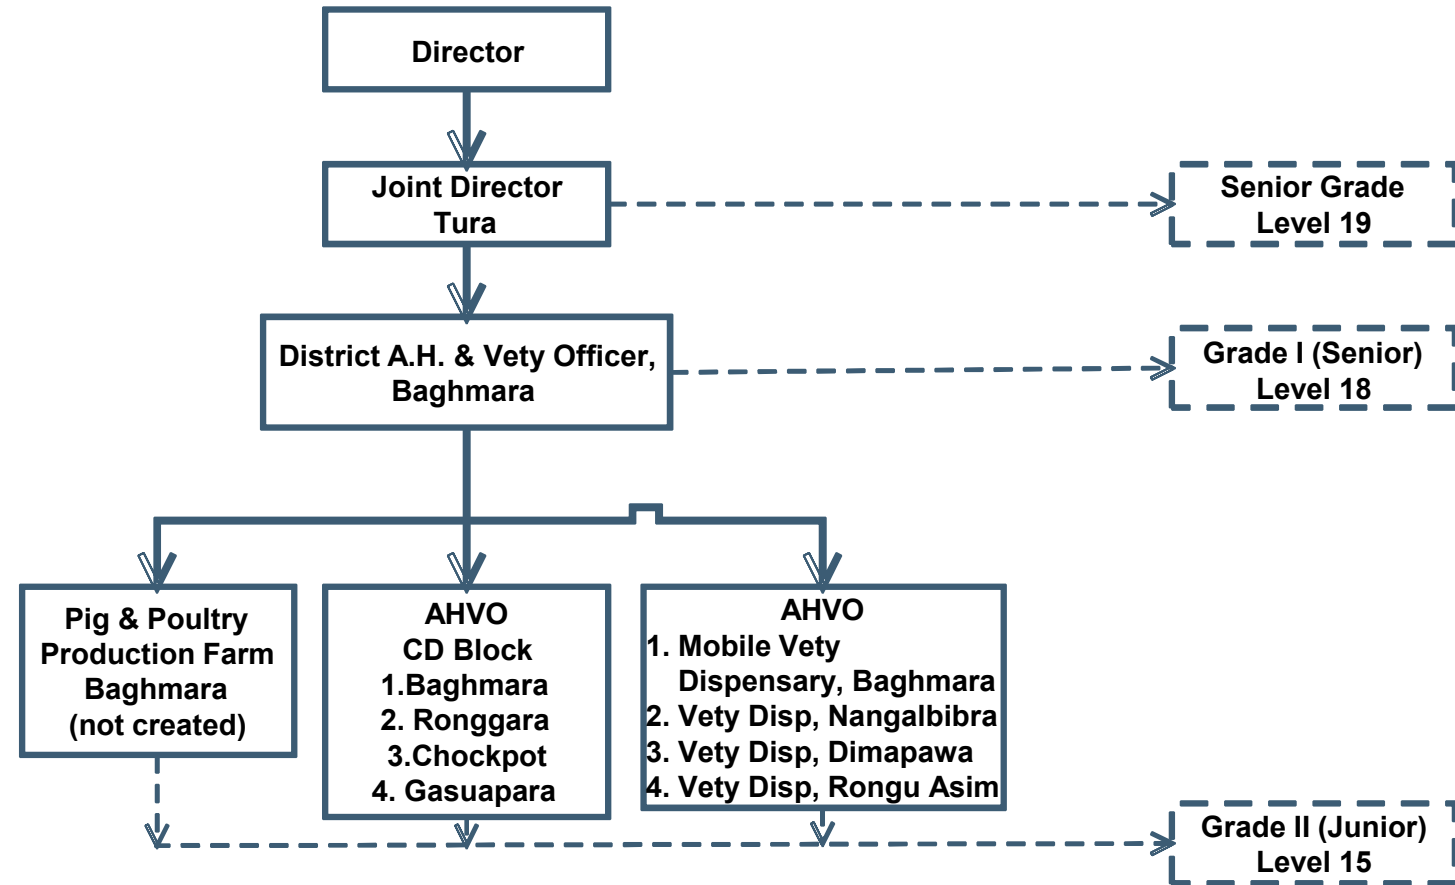 Director
Joint Director
Tura
Senior Grade
Level 19
District A.H. & Vety Officer,
Baghmara
Grade I (Senior)
Level 18
Pig & Poultry
Production Farm
Baghmara
(not created)
AHVO
CD Block
1.Baghmara
2. Ronggara
3.Chockpot
4. Gasuapara
AHVO
1. Mobile Vety
Dispensary, Baghmara
2. Vety Disp, Nangalbibra
3. Vety Disp, Dimapawa
4. Vety Disp, Rongu Asim
Grade II (Junior)
Level 15